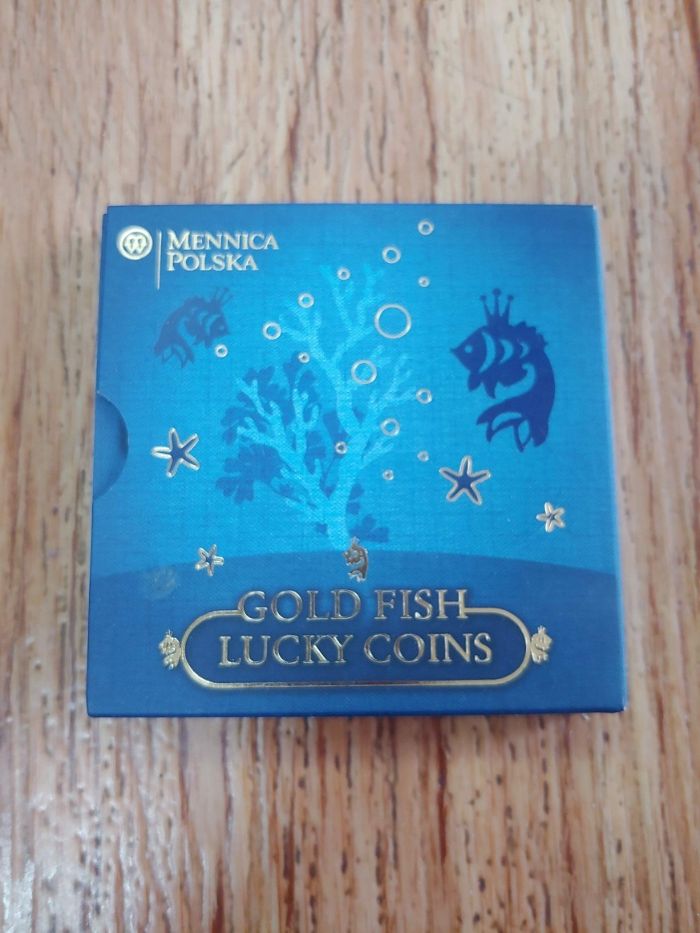 MENNICA
POLSKA
GOLD FISH
LUCKY COINS